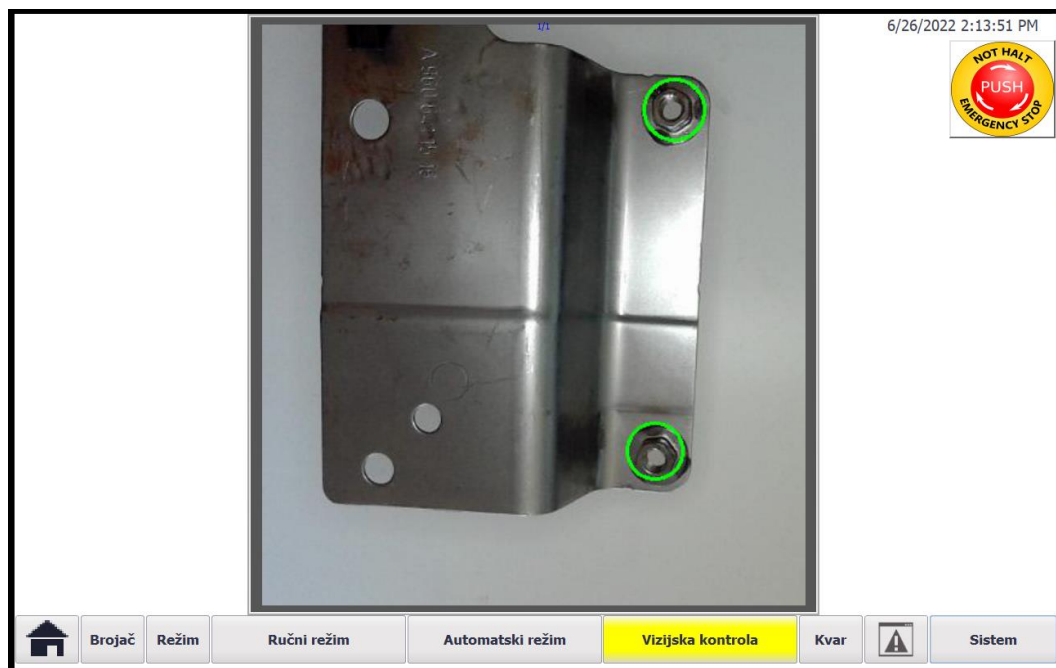 1/1
6/26/2022 2:13:51 PM
NOT HALT
PUSH
EMERGENCY STOP
Brojač
Režim
Ručni režim
Automatski režim
Vizijska kontrola
Kvar
Sistem